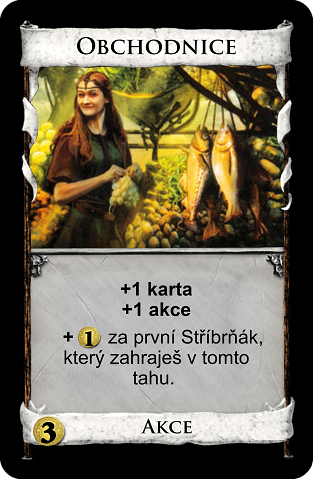 OBCHODNICE
+1 karta
+1 akce
+ 1 za první Stříbrňák,
který zahraješ v tomto
tahu.
3 AKCE